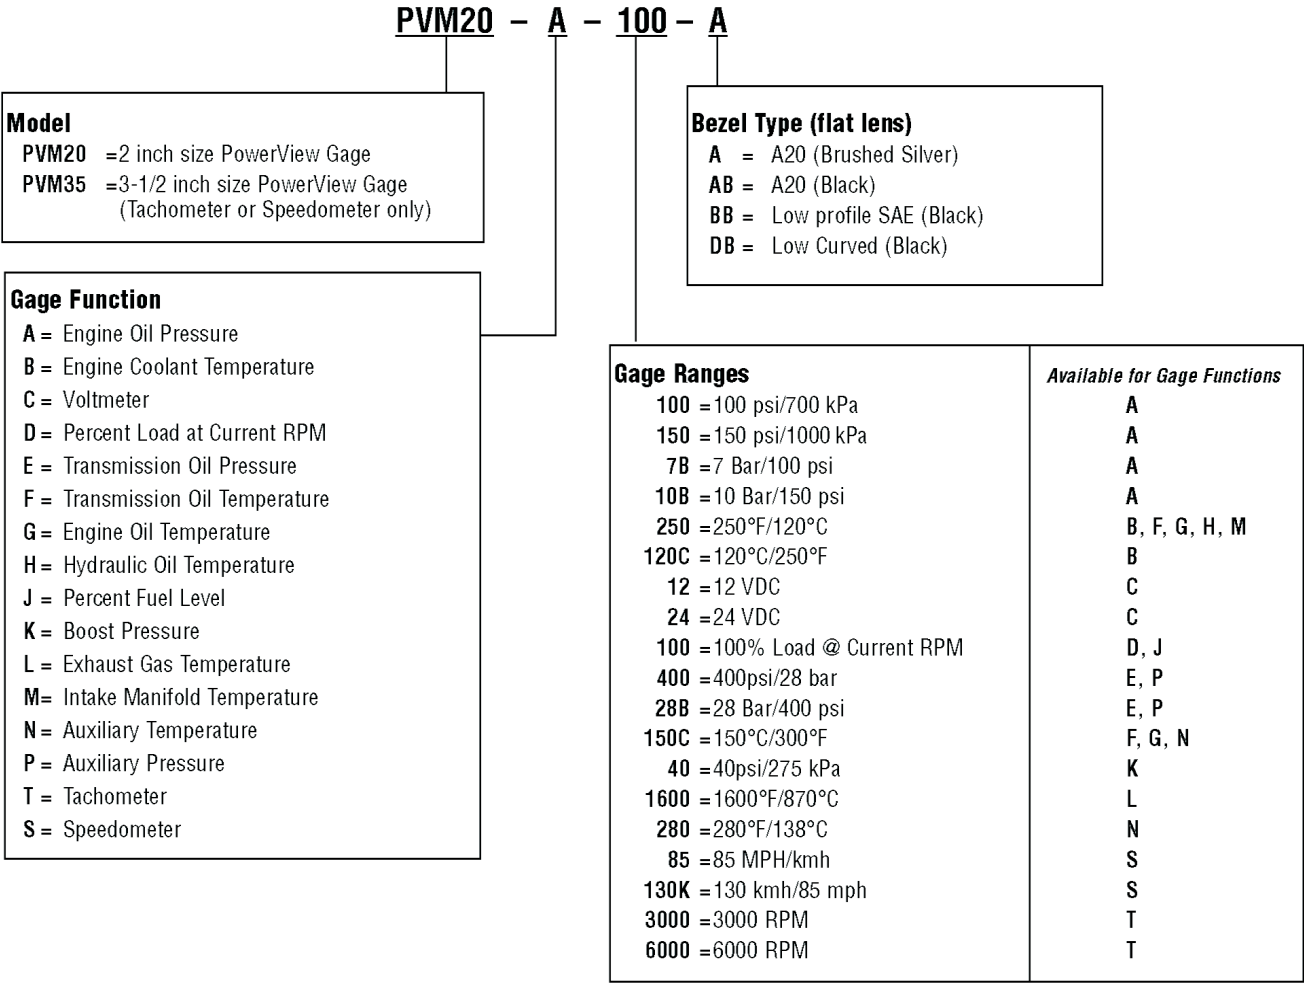 PVM20 – A – 100 – A
Model
PVM20 =2 inch size PowerView Gage
PVM35 =3-1/2 inch size PowerView Gage
(Tachometer or Speedometer only)
Bezel Type (flat lens)
A = A20 (Brushed Silver)
AB = A20 (Black)
BB = Low profile SAE (Black)
DB = Low Curved (Black)
Gage Function
A = Engine Oil Pressure
B = Engine Coolant Temperature
C = Voltmeter
D = Percent Load at Current RPM
E = Transmission Oil Pressure
F = Transmission Oil Temperature
G = Engine Oil Temperature
H = Hydraulic Oil Temperature
J = Percent Fuel Level
K = Boost Pressure
L = Exhaust Gas Temperature
M= Intake Manifold Temperature
N = Auxiliary Temperature
P = Auxiliary Pressure
T = Tachometer
S = Speedometer
Gage Ranges Available for Gage Functions
100 =100 psi/700 kPa A
150 =150 psi/1000 kPa A
7B =7 Bar/100 psi A
10B =10 Bar/150 psi A
250 =250°F/120°C B, F, G, H, M
120C =120°C/250°F B
12 =12 VDC C
24 =24 VDC C
100 =100% Load @ Current RPM D, J
400 =400psi/28 bar E, P
28B =28 Bar/400 psi E, P
150C =150°C/300°F F, G, N
40 =40psi/275 kPa K
1600 =1600°F/870°C L
280 =280°F/138°C N
85 =85 MPH/kmh S
130K =130 kmh/85 mph S
3000 =3000 RPM T
6000 =6000 RPM T